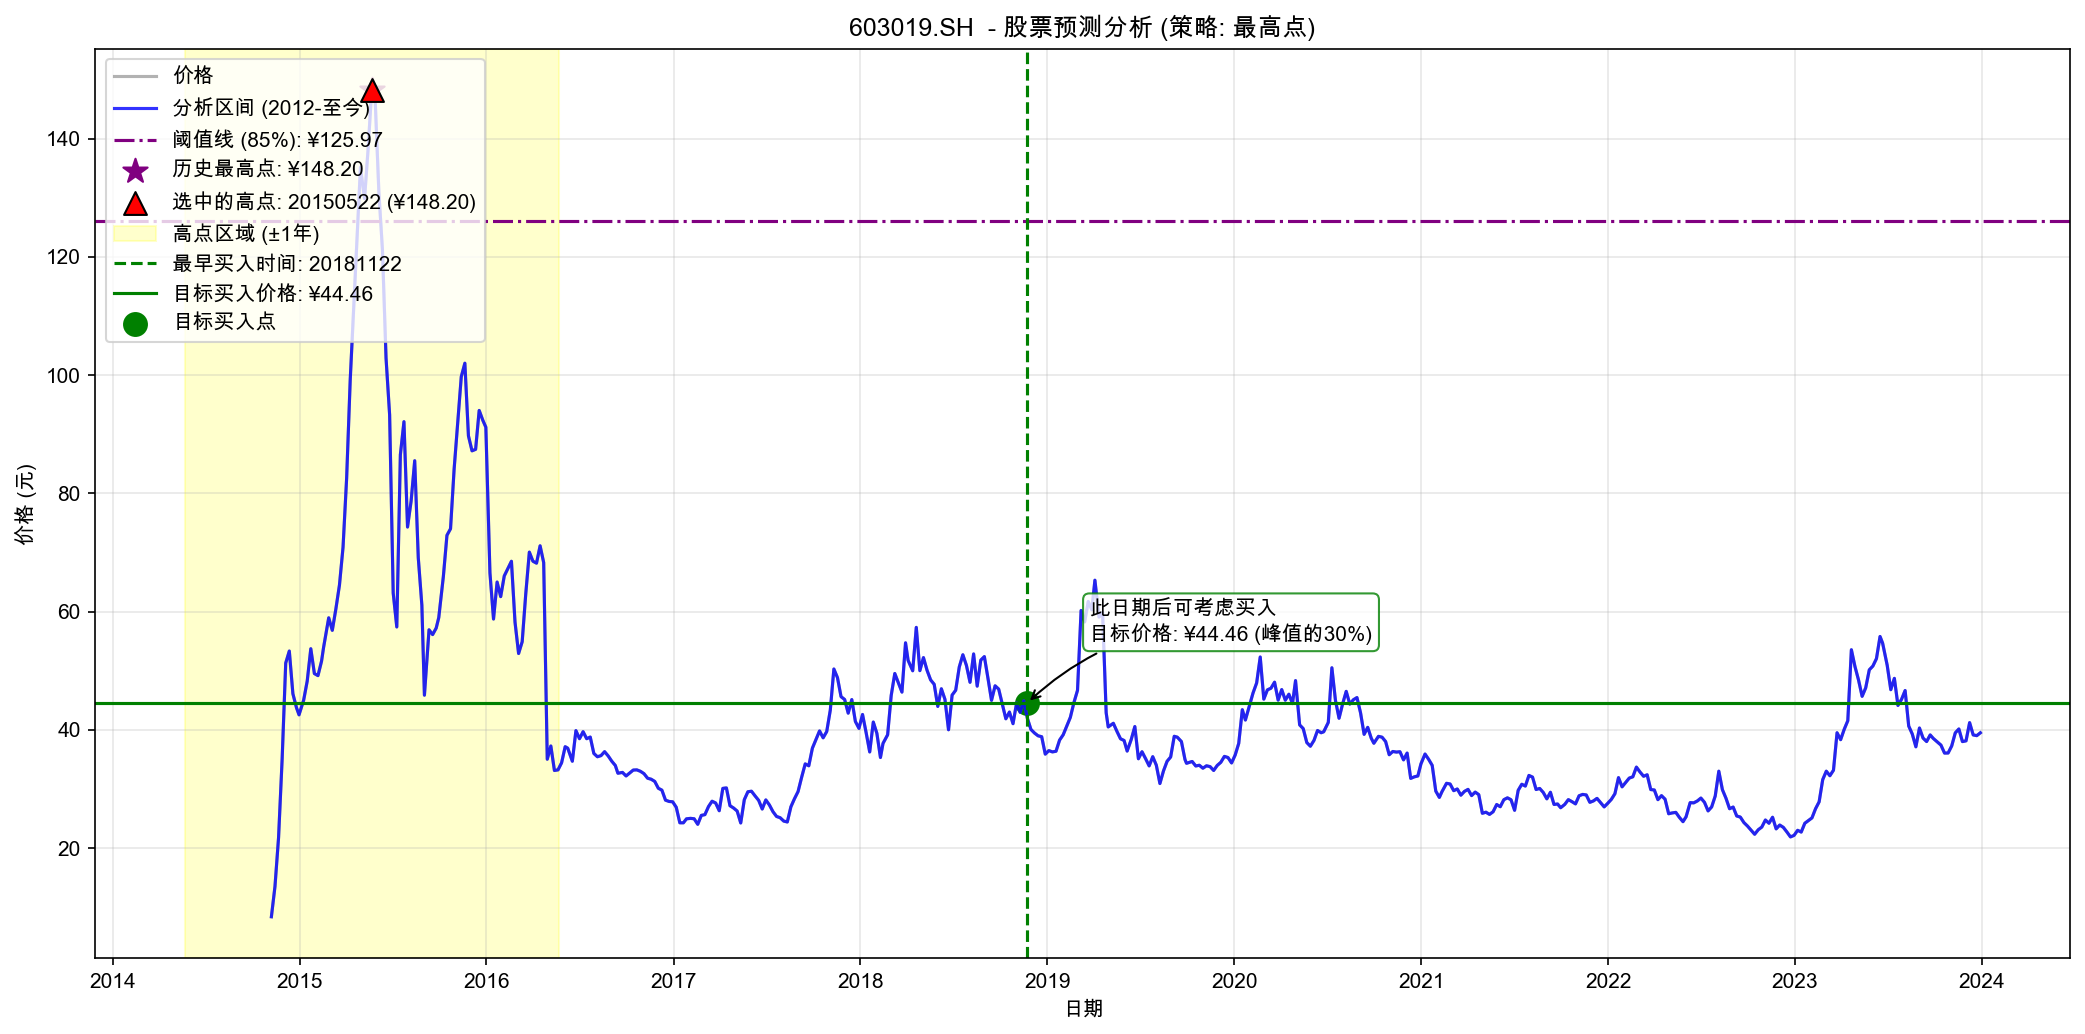 603019.SH - 股票预测分析 (策略: 最高点)
价格
分析区间 (2012-至今)
阈值线 (85%): ¥125.97
历史最高点: ¥148.20
选中的高点: 20150522 (¥148.20)
高点区域 (±1年)
最早买入时间: 20181122
目标买入价格: ¥44.46
目标买入点
此日期后可考虑买入
目标价格: ¥44.46 (峰值的30%)
价格 (元)
140
120
100
80
60
40
20
2014 2015 2016 2017 2018 2019 2020 2021 2022 2023 2024
日期